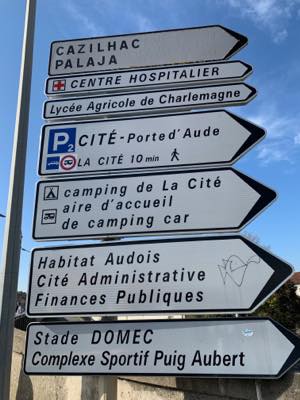 CAZILHAC
PALAJA
CENTRE HOSPITALIER
Lycée Agricole de Charlemagne
P2 CITÉ-Porte d'Aude
LA CITÉ 10 min
camping de La Cité
aire d'accueil
de camping car
Habitat Audois
Cité Administrative
Finances Publiques
Stade DOMEC
Complexe Sportif Puig Aubert